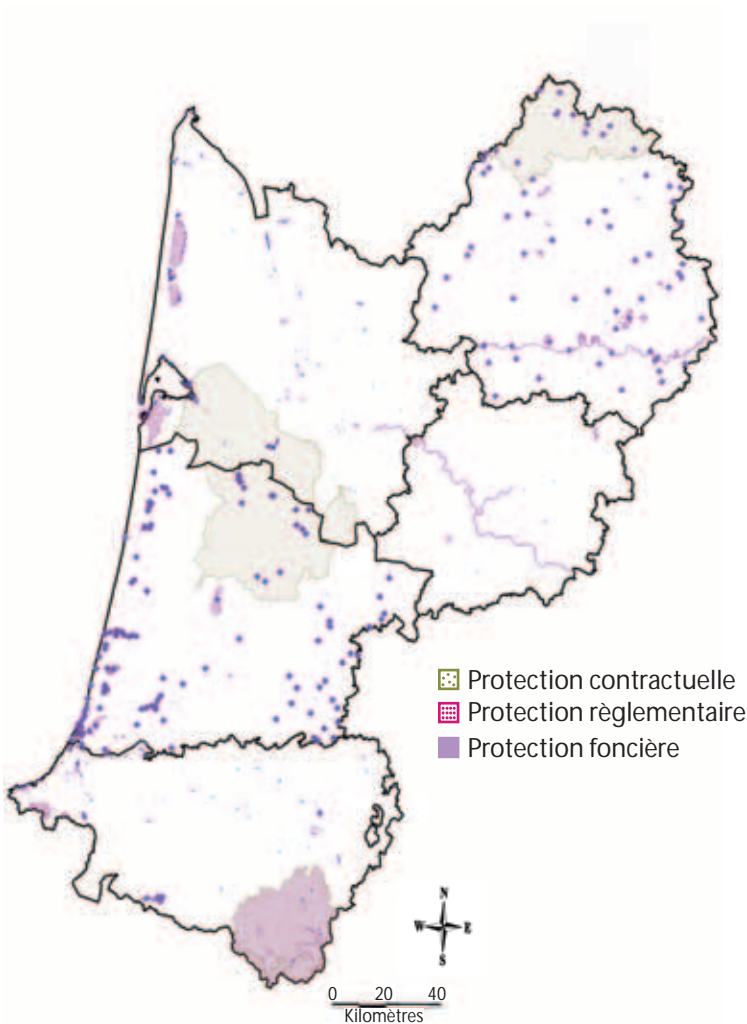 Protection contractuelle
Protection règlementaire
Protection foncière
N
W E
S
0 20 40
Kilomètres